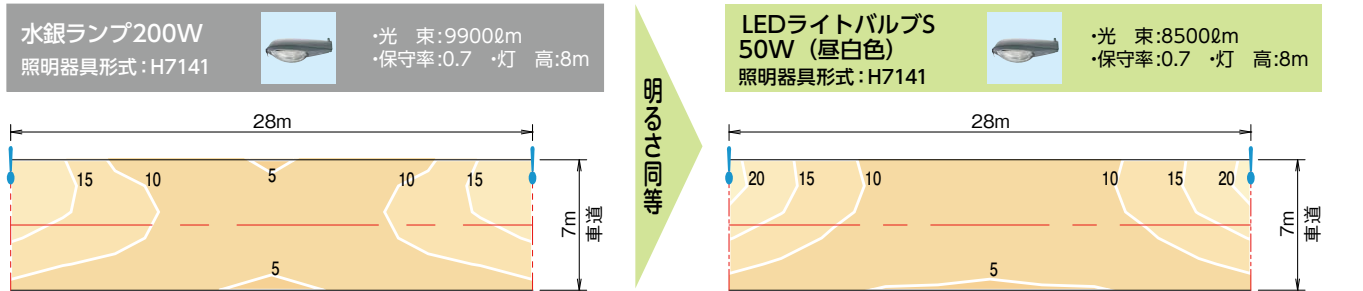 水銀ランプ200W
照明器具形式：H7141
・光　束：9900ℓm
・保守率：0.7　・灯　高：8m
28m
15
10
5
10
15
5
7m
車道
明るさ同等
LEDライトバルブS
50W（昼白色）
照明器具形式：H7141
・光　束：8500ℓm
・保守率：0.7　・灯　高：8m
28m
20
15
10
10
15
20
5
7m
車道